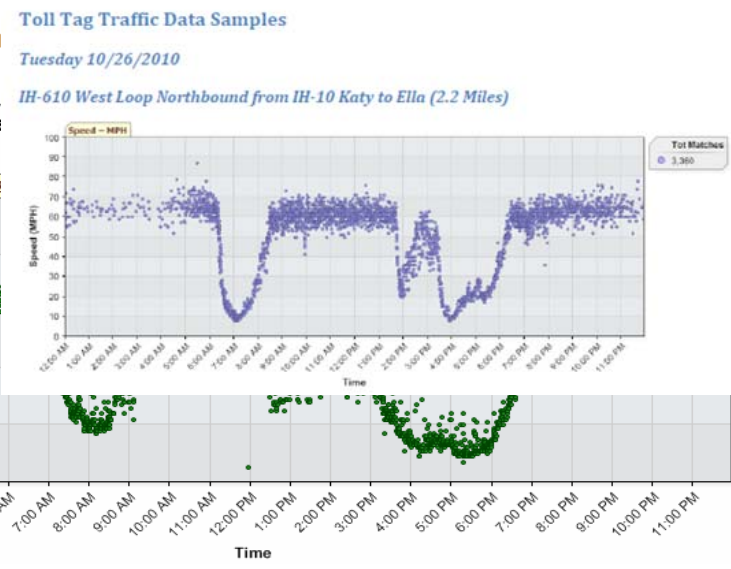 Toll Tag Traffic Data Samples
Tuesday 10/26/2010
IH-610 West Loop Northbound from IH-10 Katy to Ella (2.2 Miles)
Speed – MPH
Tot Matches
3,360
Speed (MPH)
100
90
80
70
60
50
40
30
20
10
0
12:00 AM 1:00 AM 2:00 AM 3:00 AM 4:00 AM 5:00 AM 6:00 AM 7:00 AM 8:00 AM 9:00 AM 10:00 AM 11:00 AM 12:00 PM 1:00 PM 2:00 PM 3:00 PM 4:00 PM 5:00 PM 6:00 PM 7:00 PM 8:00 PM 9:00 PM 10:00 PM 11:00 PM
Time
AM 7:00 AM 8:00 AM 9:00 AM 10:00 AM 11:00 AM 12:00 PM 1:00 PM 2:00 PM 3:00 PM 4:00 PM 5:00 PM 6:00 PM 7:00 PM 8:00 PM 9:00 PM 10:00 PM 11:00 PM
Time